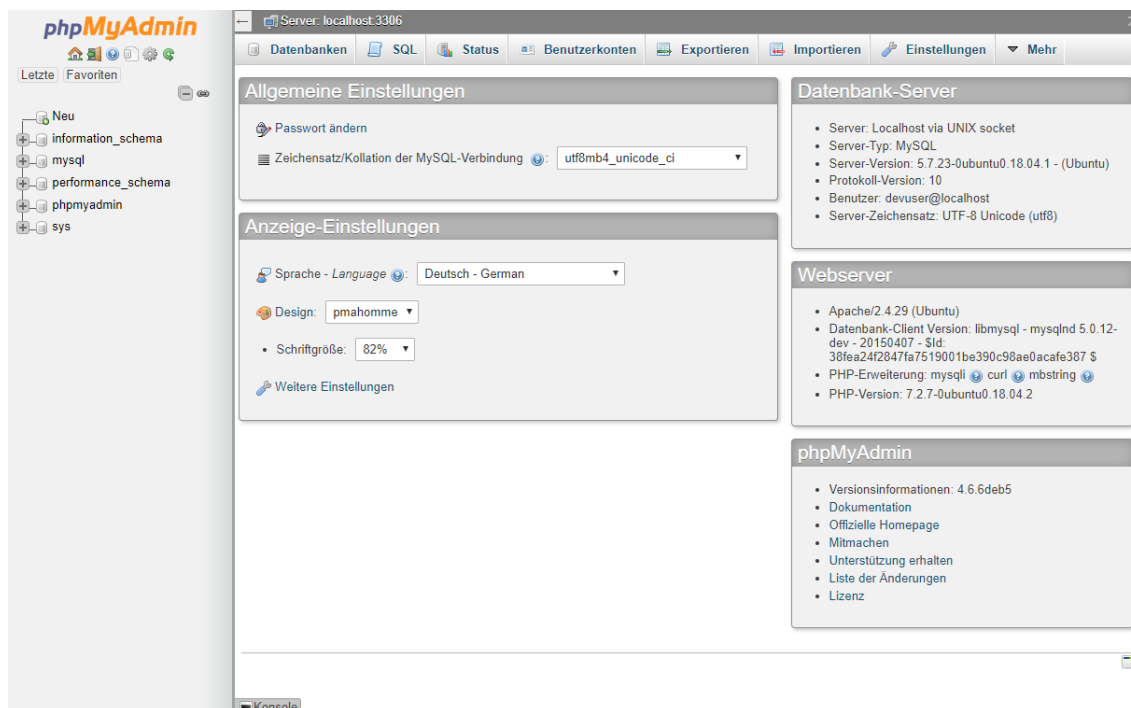 phpMyAdmin
Letzte Favoriten
Neu
information_schema
mysql
performance_schema
phpmyadmin
sys
Server: localhost:3306
Datenbanken SQL Status Benutzerkonten Exportieren Importieren Einstellungen Mehr
Allgemeine Einstellungen
Passwort ändern
Zeichensatz/Kollation der MySQL-Verbindung : utf8mb4_unicode_ci
Anzeige-Einstellungen
Sprache - Language : Deutsch - German
Design: pmahomme
• Schriftgröße: 82%
Weitere Einstellungen
Datenbank-Server
• Server: Localhost via UNIX socket
• Server-Typ: MySQL
• Server-Version: 5.7.23-0ubuntu0.18.04.1 - (Ubuntu)
• Protokoll-Version: 10
• Benutzer: devuser@localhost
• Server-Zeichensatz: UTF-8 Unicode (utf8)
Webserver
• Apache/2.4.29 (Ubuntu)
• Datenbank-Client Version: libmysql - mysqlnd 5.0.12-
dev - 20150407 - $Id:
38fea24f2847fa7519001be390c98ae0acafe387 $
• PHP-Erweiterung: mysqli curl mbstring
• PHP-Version: 7.2.7-0ubuntu0.18.04.2
phpMyAdmin
• Versionsinformationen: 4.6.6deb5
• Dokumentation
• Offizielle Homepage
• Mitmachen
• Unterstützung erhalten
• Liste der Änderungen
• Lizenz
Konsole